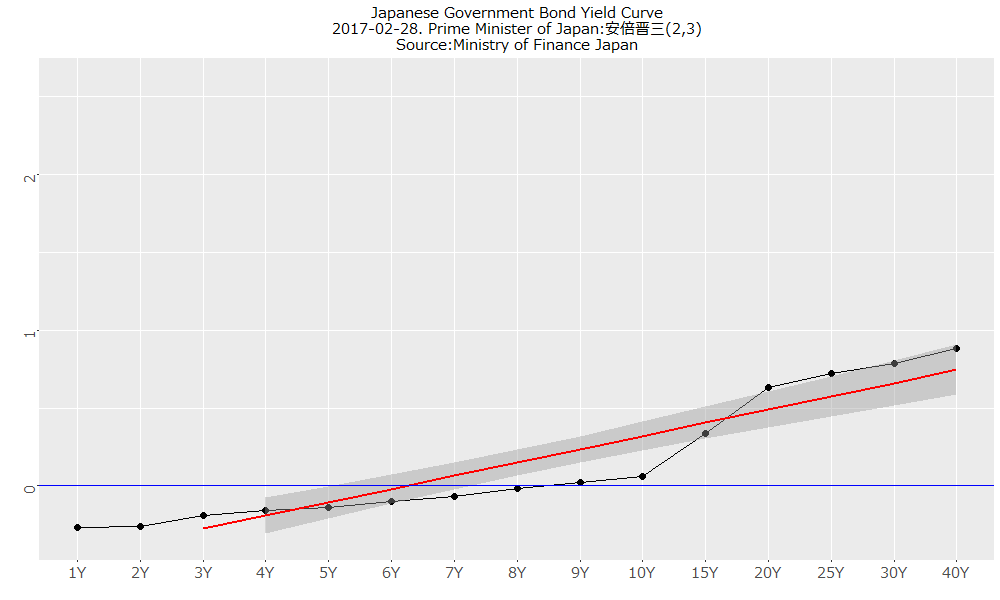 Japanese Government Bond Yield Curve
2017-02-28. Prime Minister of Japan:安倍晋三(2,3)
Source:Ministry of Finance Japan
2
1
0
1Y 2Y 3Y 4Y 5Y 6Y 7Y 8Y 9Y 10Y 15Y 20Y 25Y 30Y 40Y